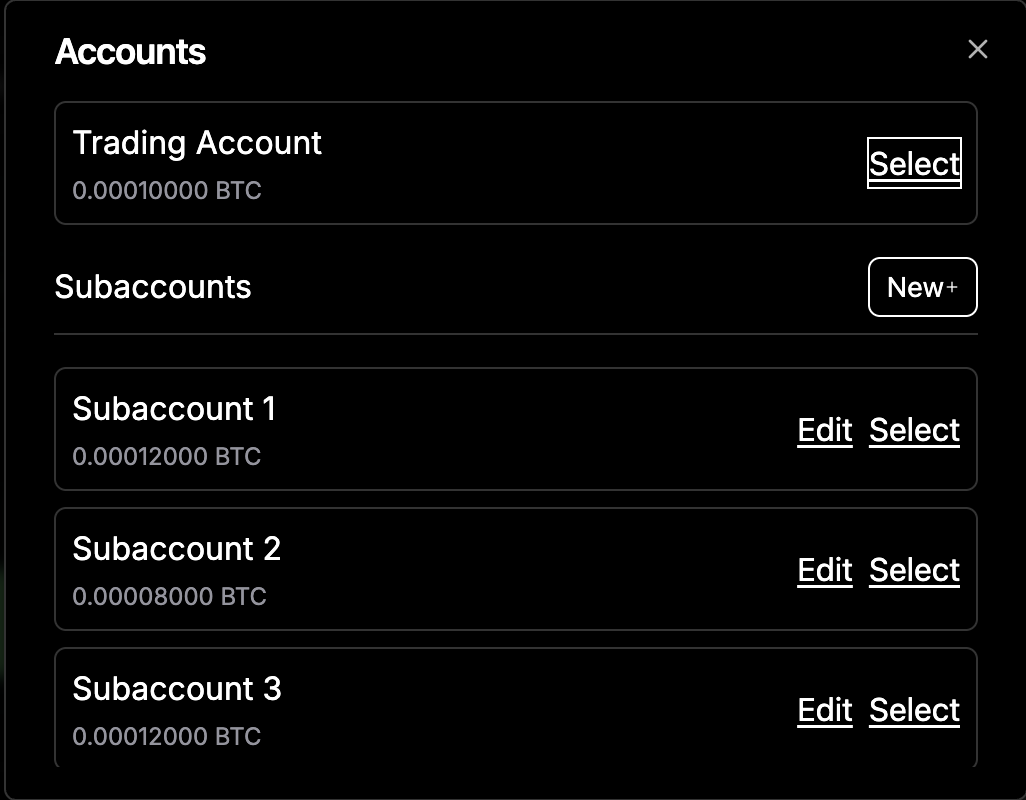 Accounts
Trading Account
0.00010000 BTC
Select
Subaccounts
New+
Subaccount 1
0.00012000 BTC
Edit Select
Subaccount 2
0.00008000 BTC
Edit Select
Subaccount 3
0.00012000 BTC
Edit Select